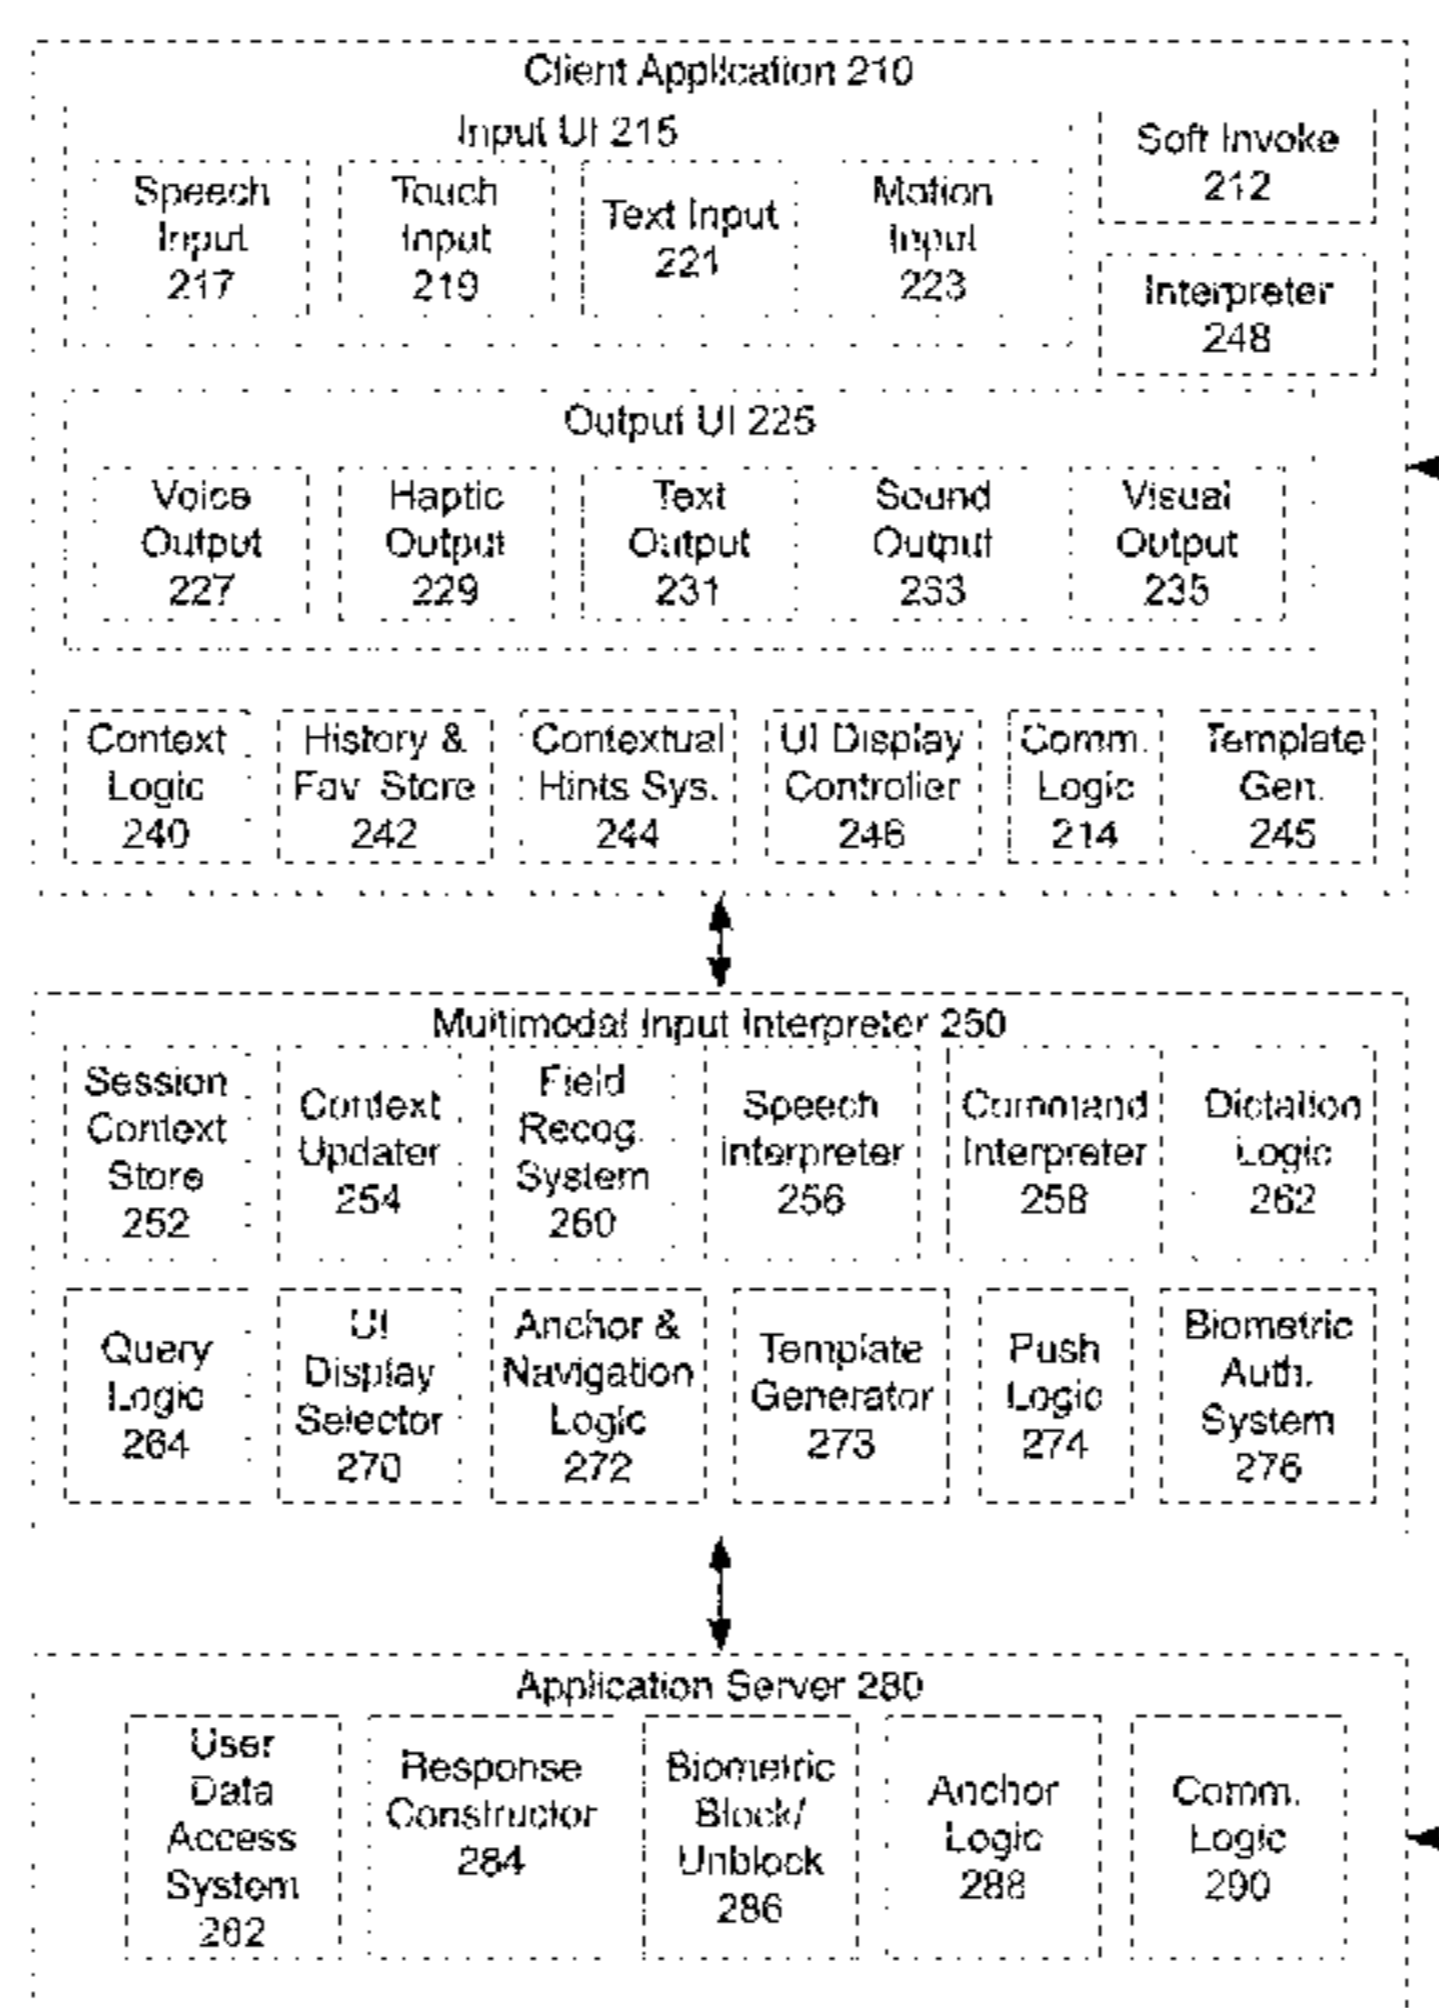 Client Application 210
Input UI 215
Speech
Input
217
Touch
Input
219
Text Input
221
Motion
Input
223
Soft Invoke
212
Interpreter
248
Output UI 225
Voice
Output
227
Haptic
Output
229
Text
Output
231
Sound
Output
233
Visual
Output
235
Context
Logic
240
History &
Fav. Store
242
Contextual
Hints Sys.
244
UI Display
Controller
246
Comm.
Logic
214
Template
Gen.
245
Multimodal Input Interpreter 250
Session
Context
Store
252
Context
Updater
254
Field
Recog.
System
260
Speech
Interpreter
256
Command
Interpreter
258
Dictation
Logic
262
Query
Logic
264
UI
Display
Selector
270
Anchor &
Navigation
Logic
272
Template
Generator
273
Push
Logic
274
Biometric
Auth.
System
276
Application Server 280
User
Data
Access
System
282
Response
Constructor
284
Biometric
Block/
Unblock
286
Anchor
Logic
288
Comm.
Logic
290